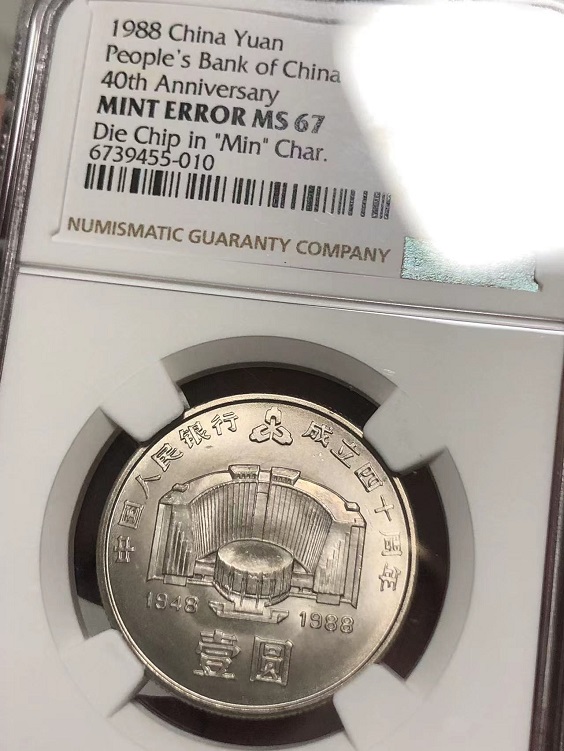 1988 China Yuan
People's Bank of China
40th Anniversary
MINT ERROR MS 67
Die Chip in "Min" Char.
6739455-010
NUMISMATIC GUARANTY COMPANY
中国人民银行 成立四十周年
1948 1988
壹圆